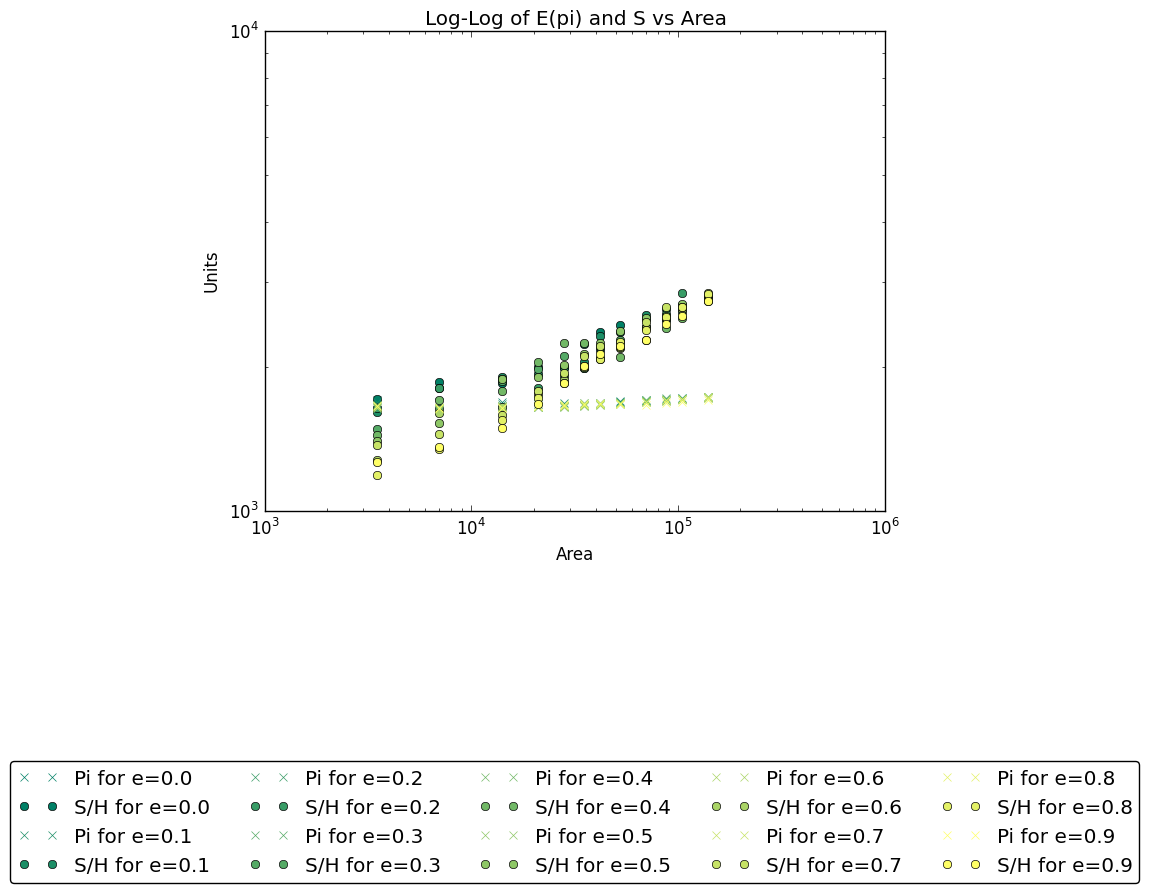 Log-Log of E(pi) and S vs Area
10^4
Units
10^3
10^3 10^4 10^5 10^6
Area
Pi for e=0.0 Pi for e=0.2 Pi for e=0.4 Pi for e=0.6 Pi for e=0.8
S/H for e=0.0 S/H for e=0.2 S/H for e=0.4 S/H for e=0.6 S/H for e=0.8
Pi for e=0.1 Pi for e=0.3 Pi for e=0.5 Pi for e=0.7 Pi for e=0.9
S/H for e=0.1 S/H for e=0.3 S/H for e=0.5 S/H for e=0.7 S/H for e=0.9